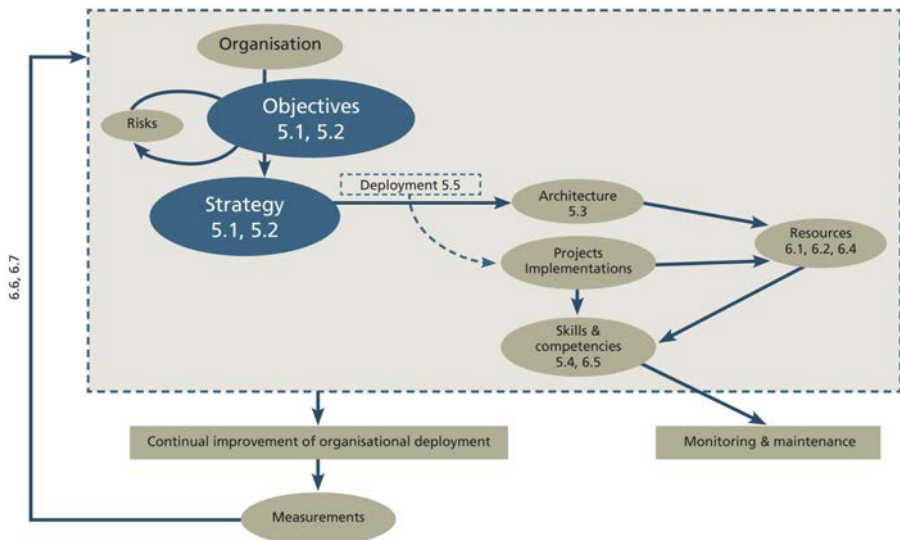 Organisation
Objectives
5.1, 5.2
Risks
Deployment 5.5
Strategy
5.1, 5.2
Architecture
5.3
Resources
6.1, 6.2, 6.4
Projects
Implementations
Skills &
competencies
5.4, 6.5
6.6, 6.7
Continual improvement of organisational deployment
Monitoring & maintenance
Measurements